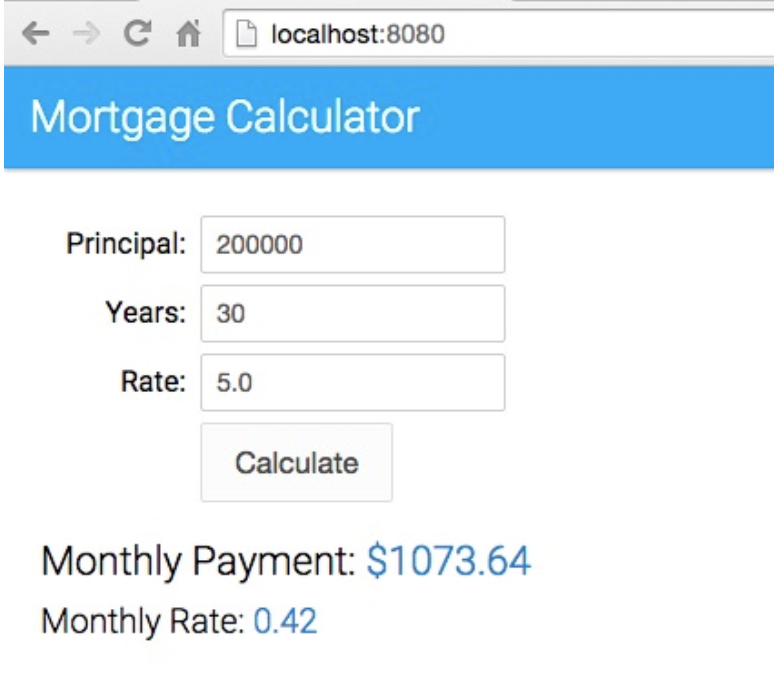 localhost:8080
Mortgage Calculator
Principal: 200000
Years: 30
Rate: 5.0
Calculate
Monthly Payment: $1073.64
Monthly Rate: 0.42